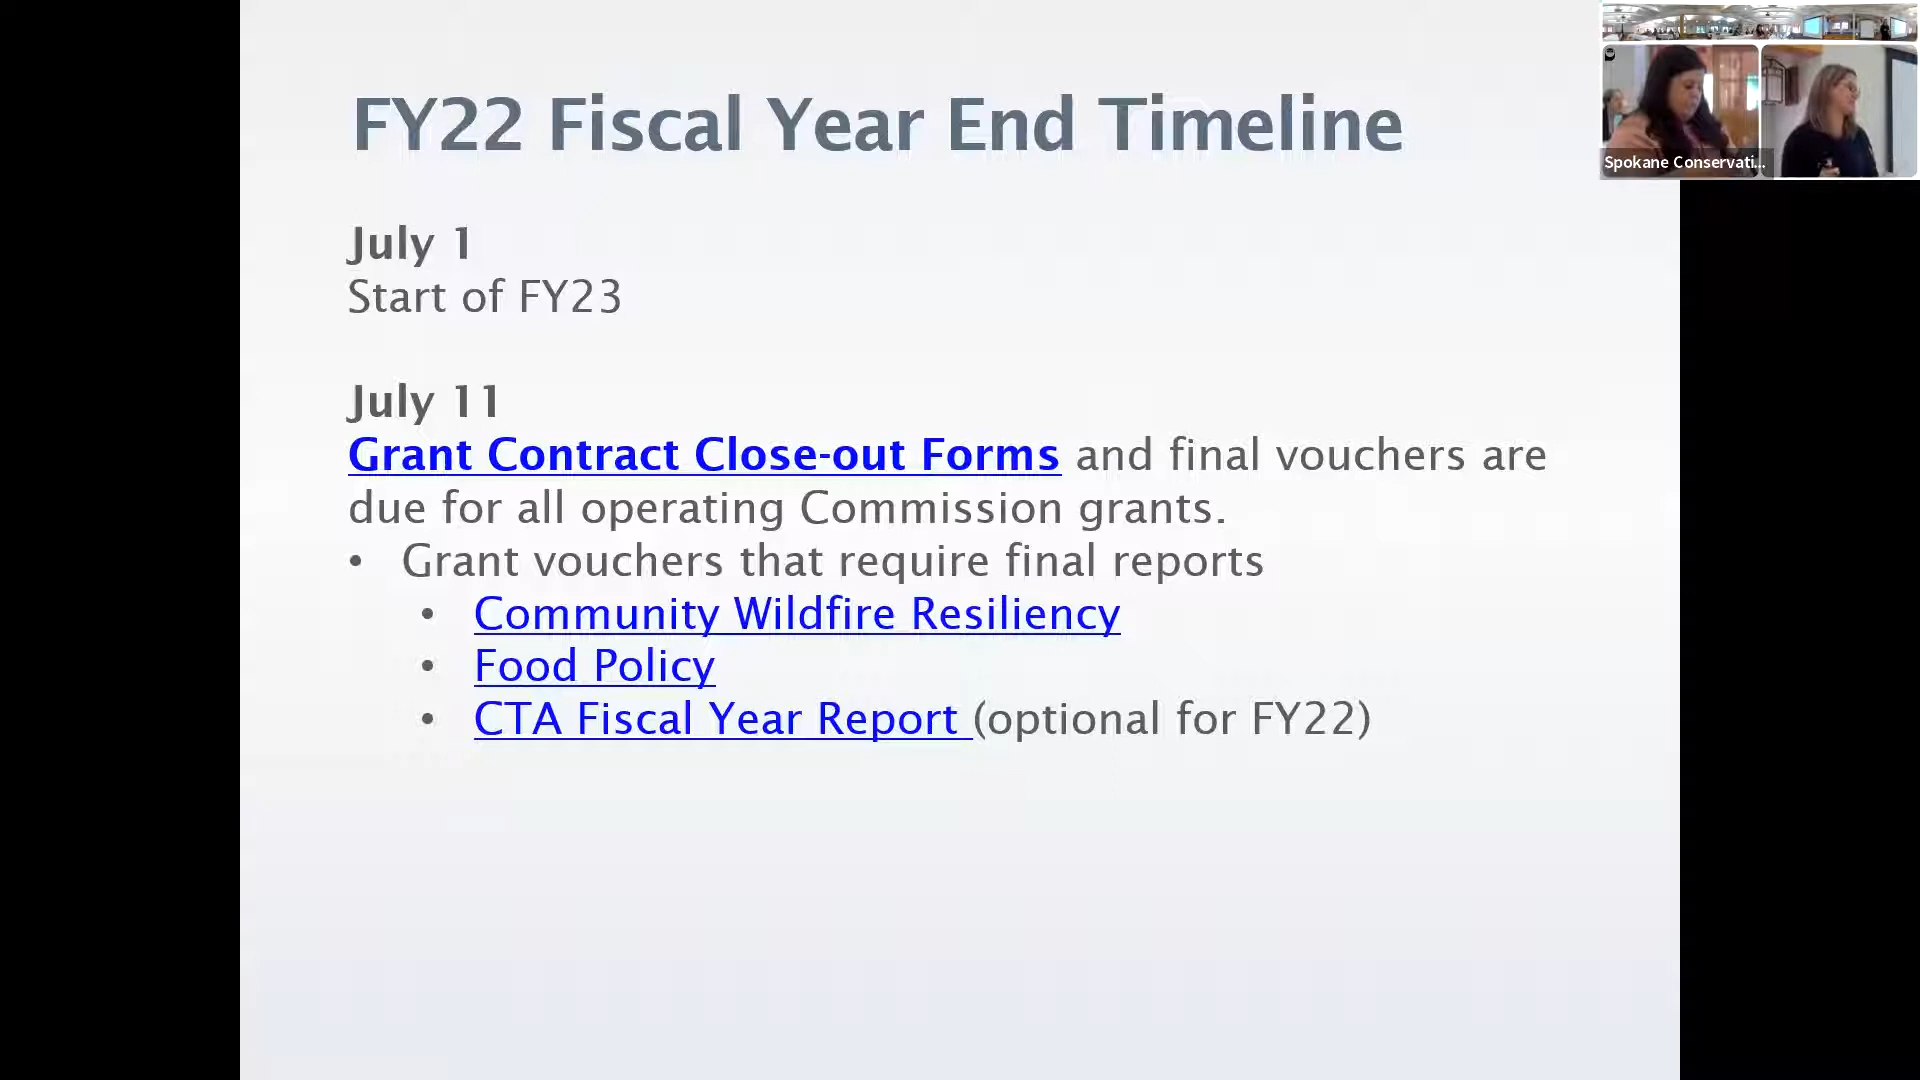 FY22 Fiscal Year End Timeline
July 1
Start of FY23
July 11
Grant Contract Close-out Forms and final vouchers are
due for all operating Commission grants.
• Grant vouchers that require final reports
• Community Wildfire Resiliency
• Food Policy
• CTA Fiscal Year Report (optional for FY22)
Spokane Conservati...